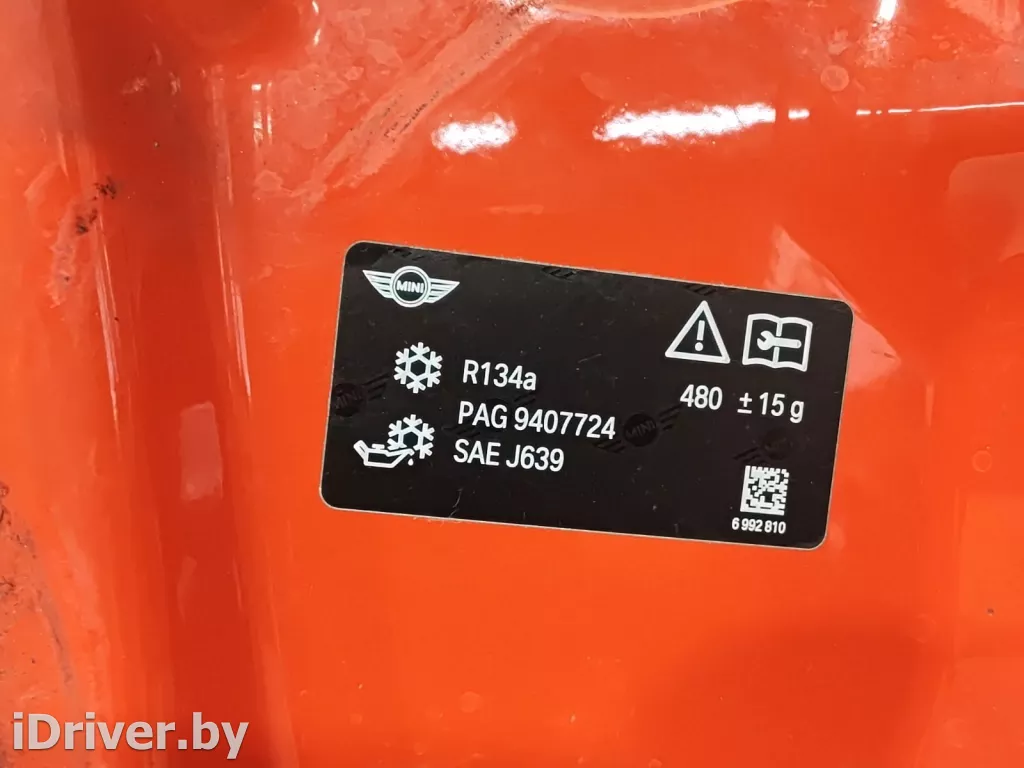 MINI
R134a
480 ± 15 g
PAG 9407724
SAE J639
6 992 810
iDriver.by